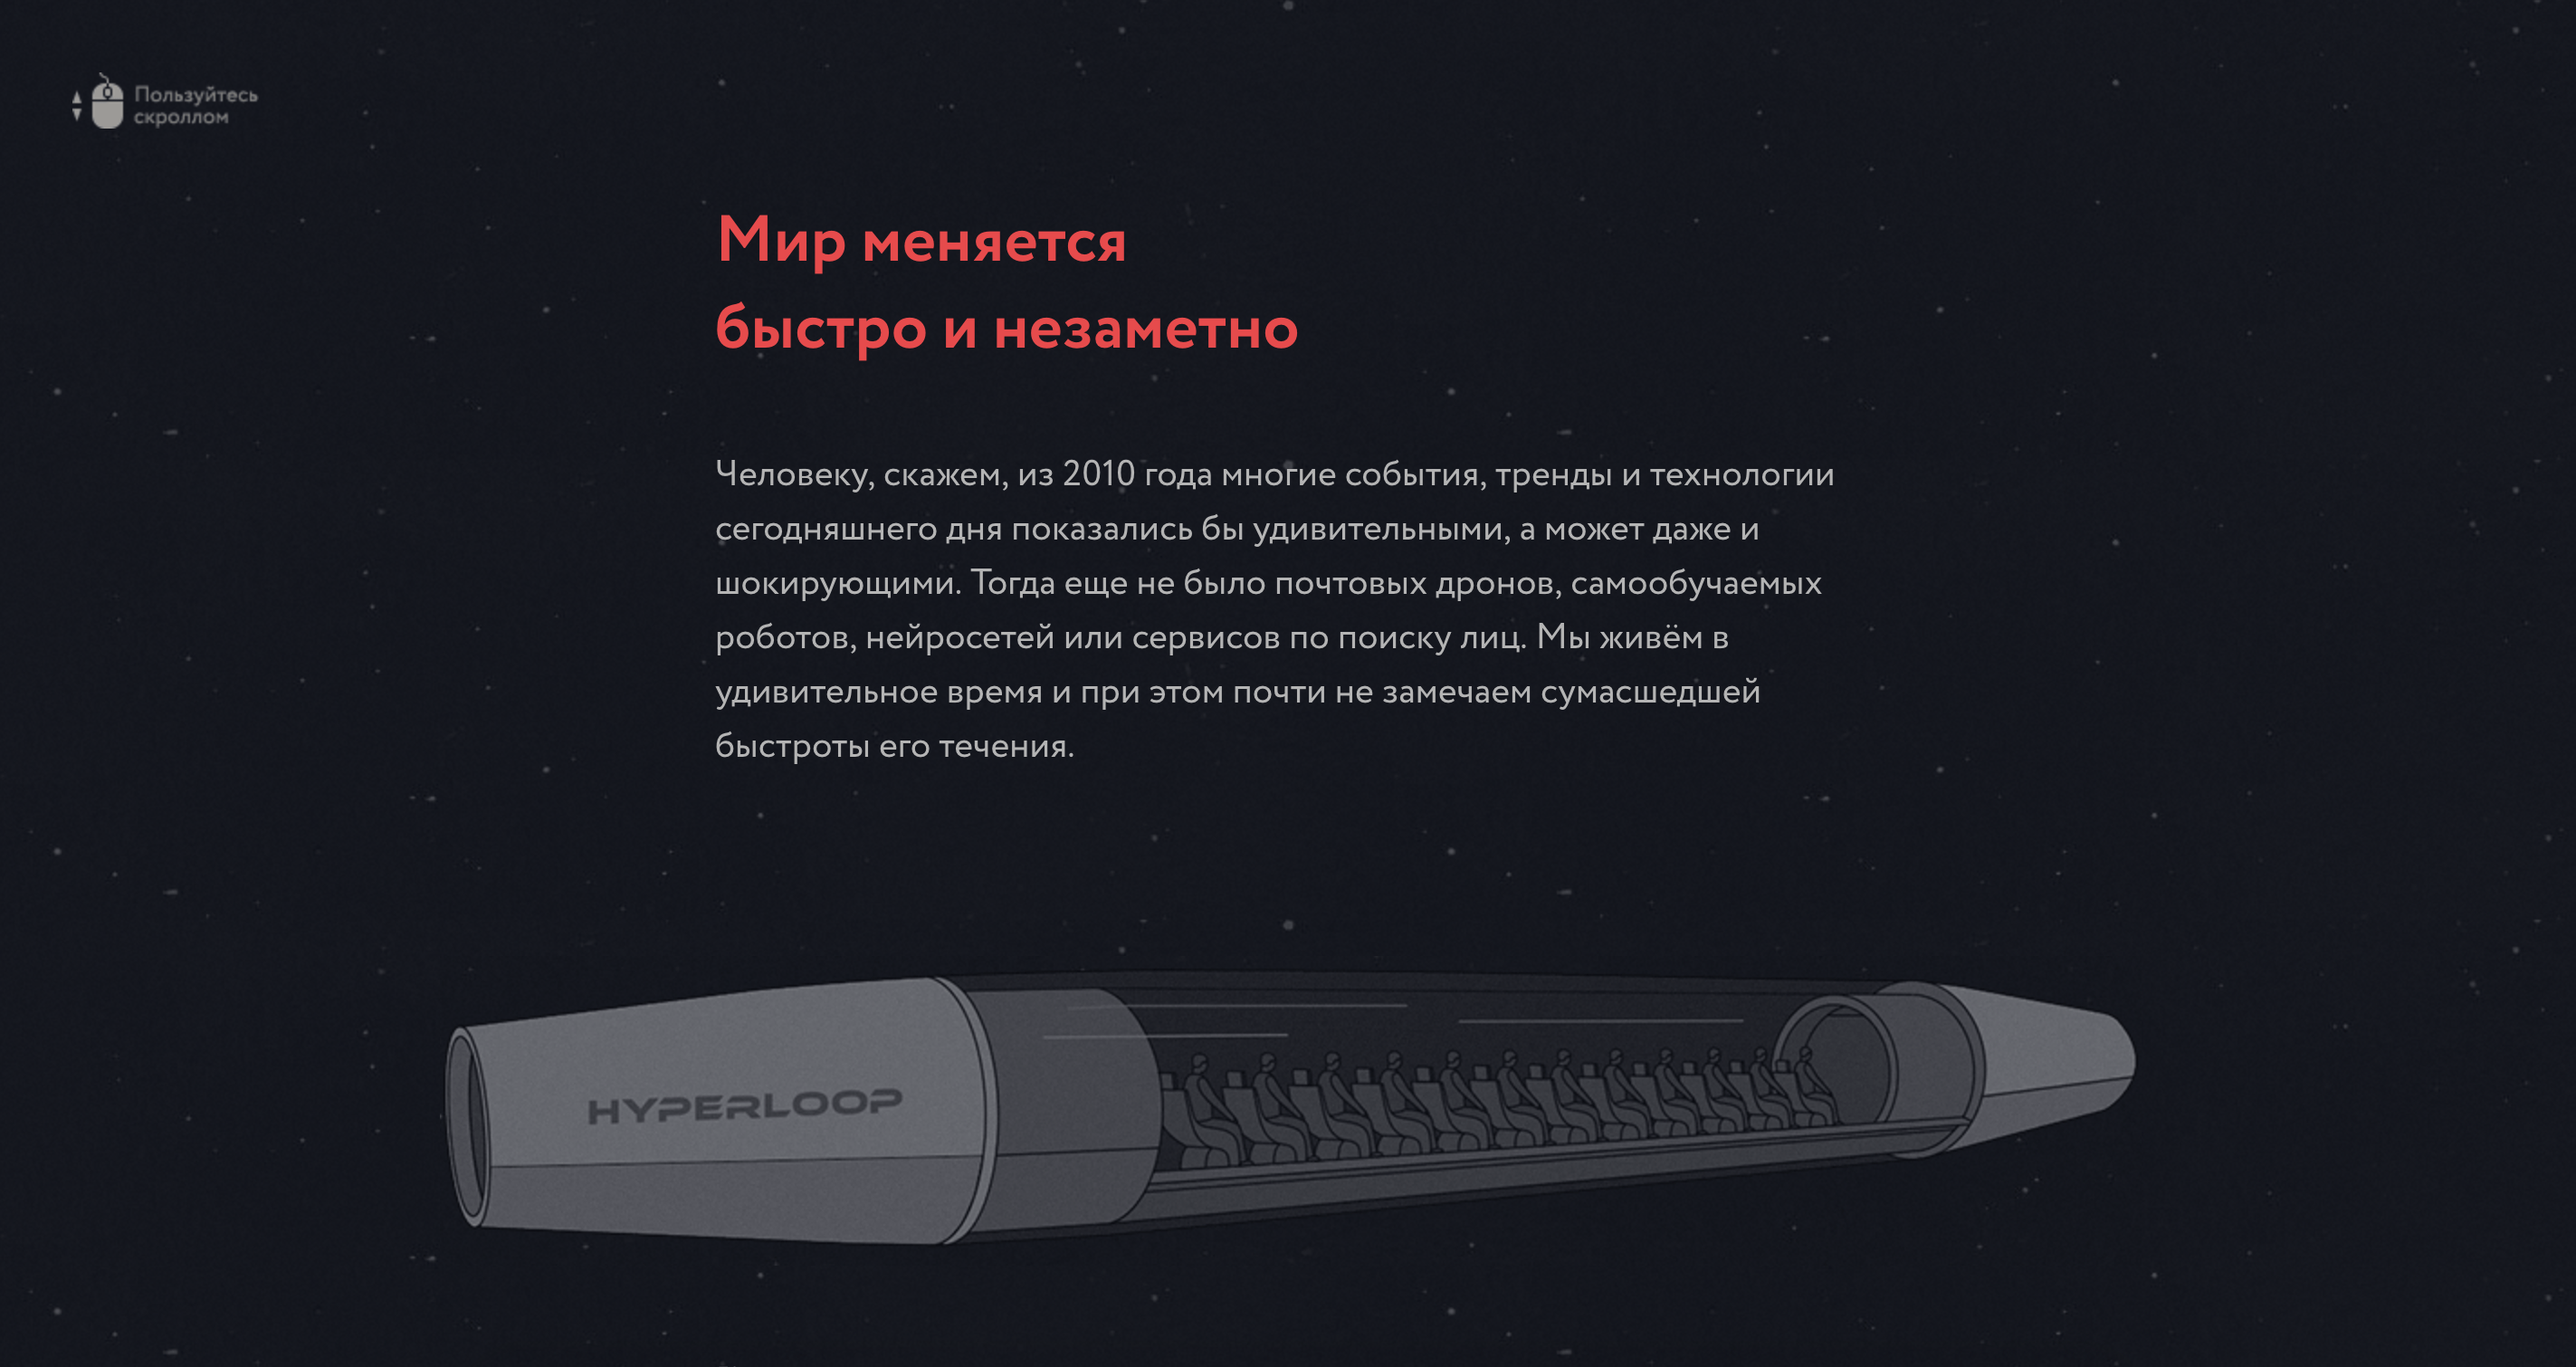 Пользуйтесь
скроллом
Мир меняется
быстро и незаметно
Человеку, скажем, из 2010 года многие события, тренды и технологии
сегодняшнего дня показались бы удивительными, а может даже и
шокирующими. Тогда еще не было почтовых дронов, самообучаемых
роботов, нейросетей или сервисов по поиску лиц. Мы живём в
удивительное время и при этом почти не замечаем сумасшедшей
быстроты его течения.
HYPERLOOP